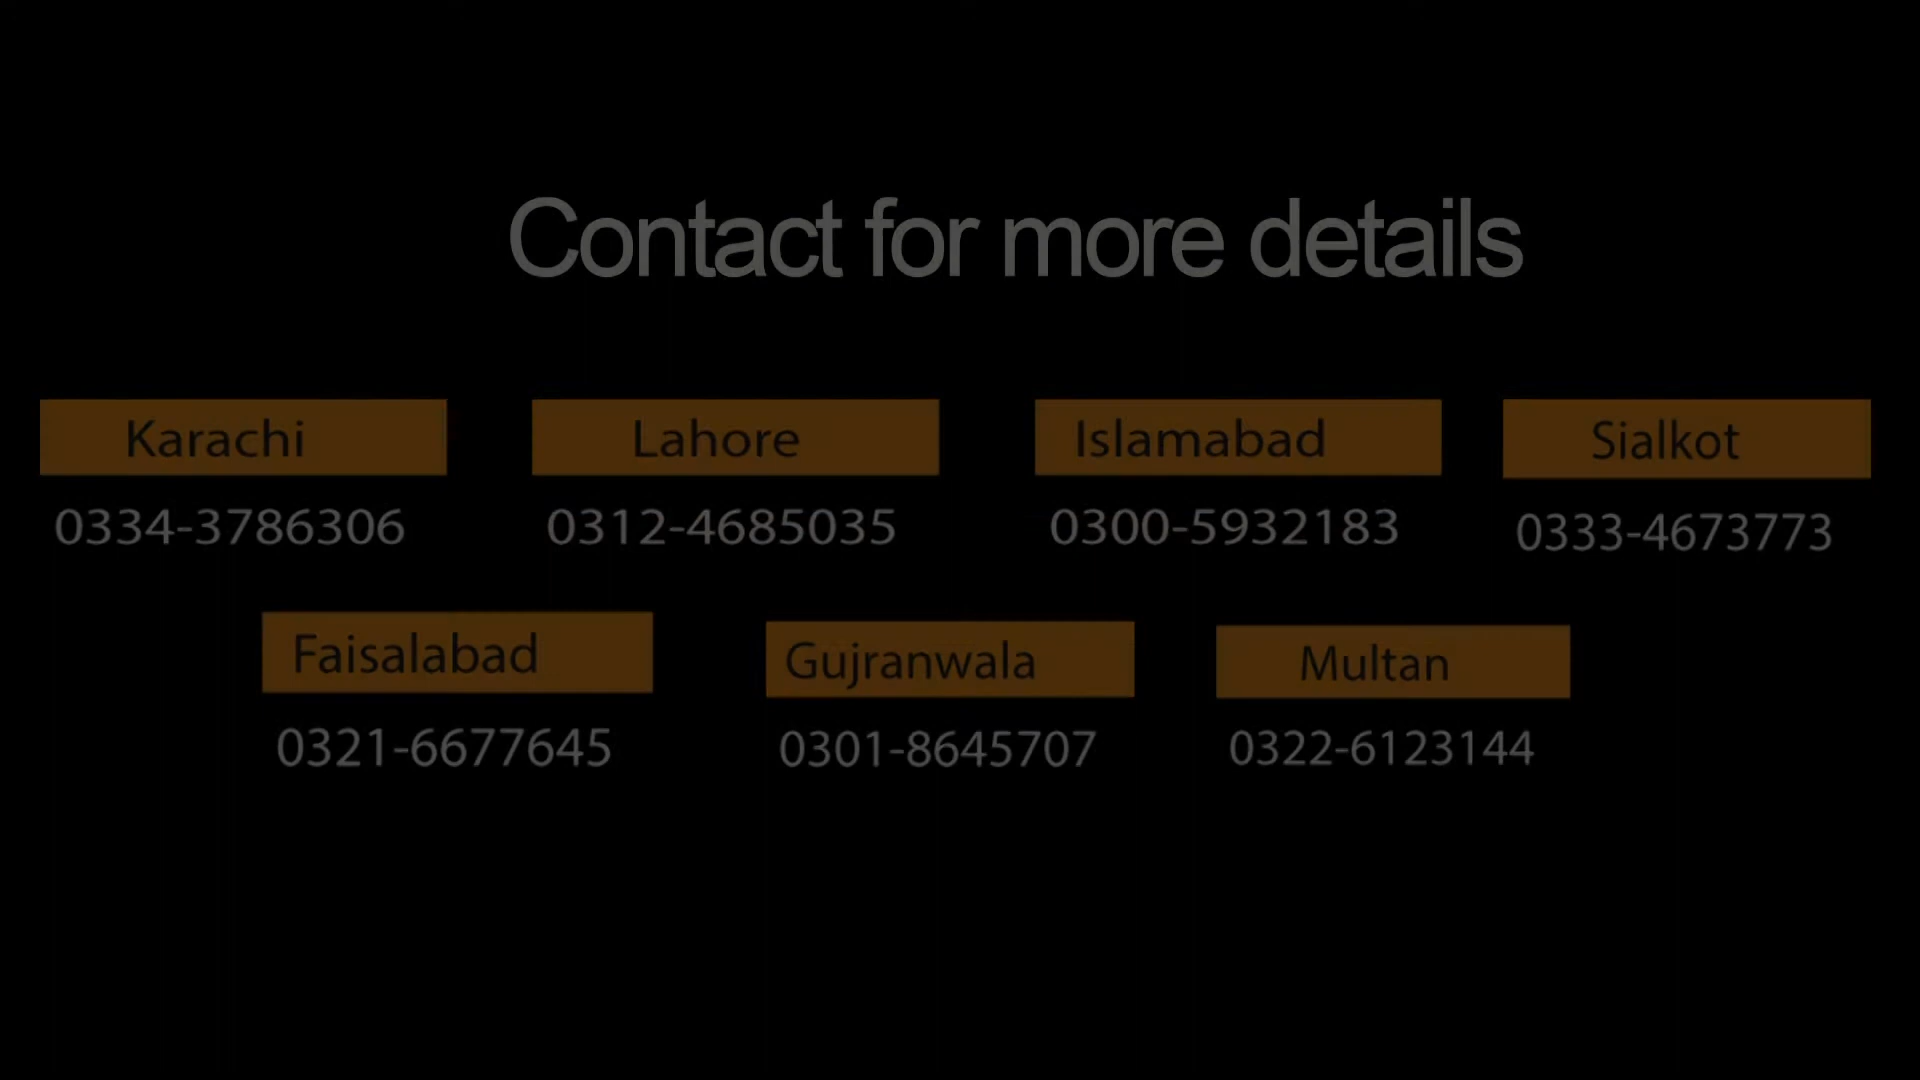 Contact for more details
Karachi Lahore Islamabad Sialkot
0334-3786306 0312-4685035 0300-5932183 0333-4673773
Faisalabad Gujranwala Multan
0321-6677645 0301-8645707 0322-6123144